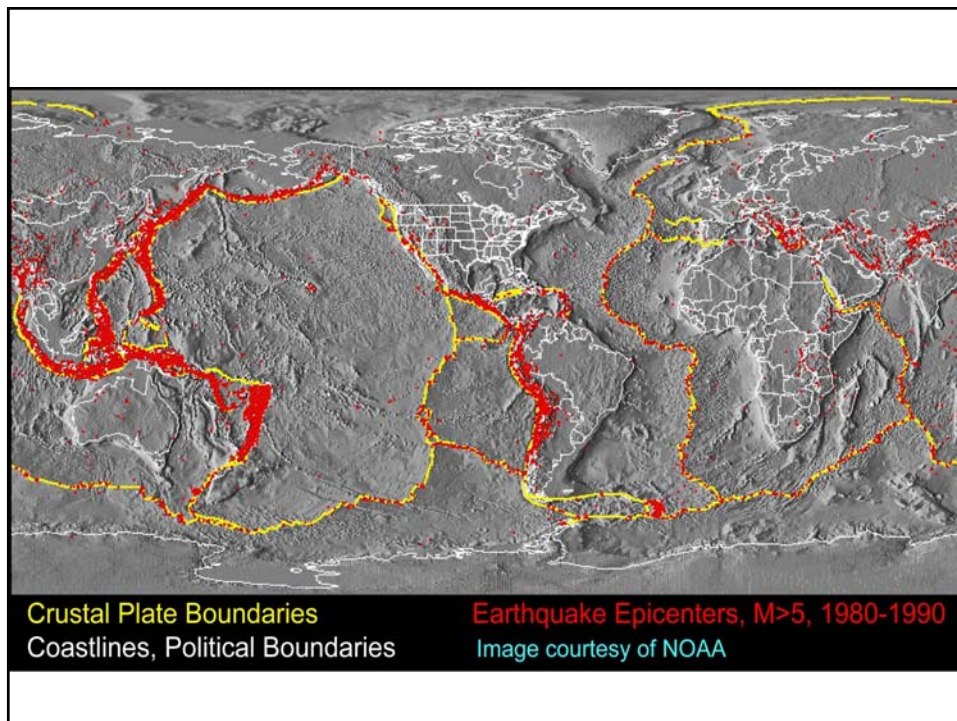 Crustal Plate Boundaries
Earthquake Epicenters, M>5, 1980-1990
Coastlines, Political Boundaries
Image courtesy of NOAA